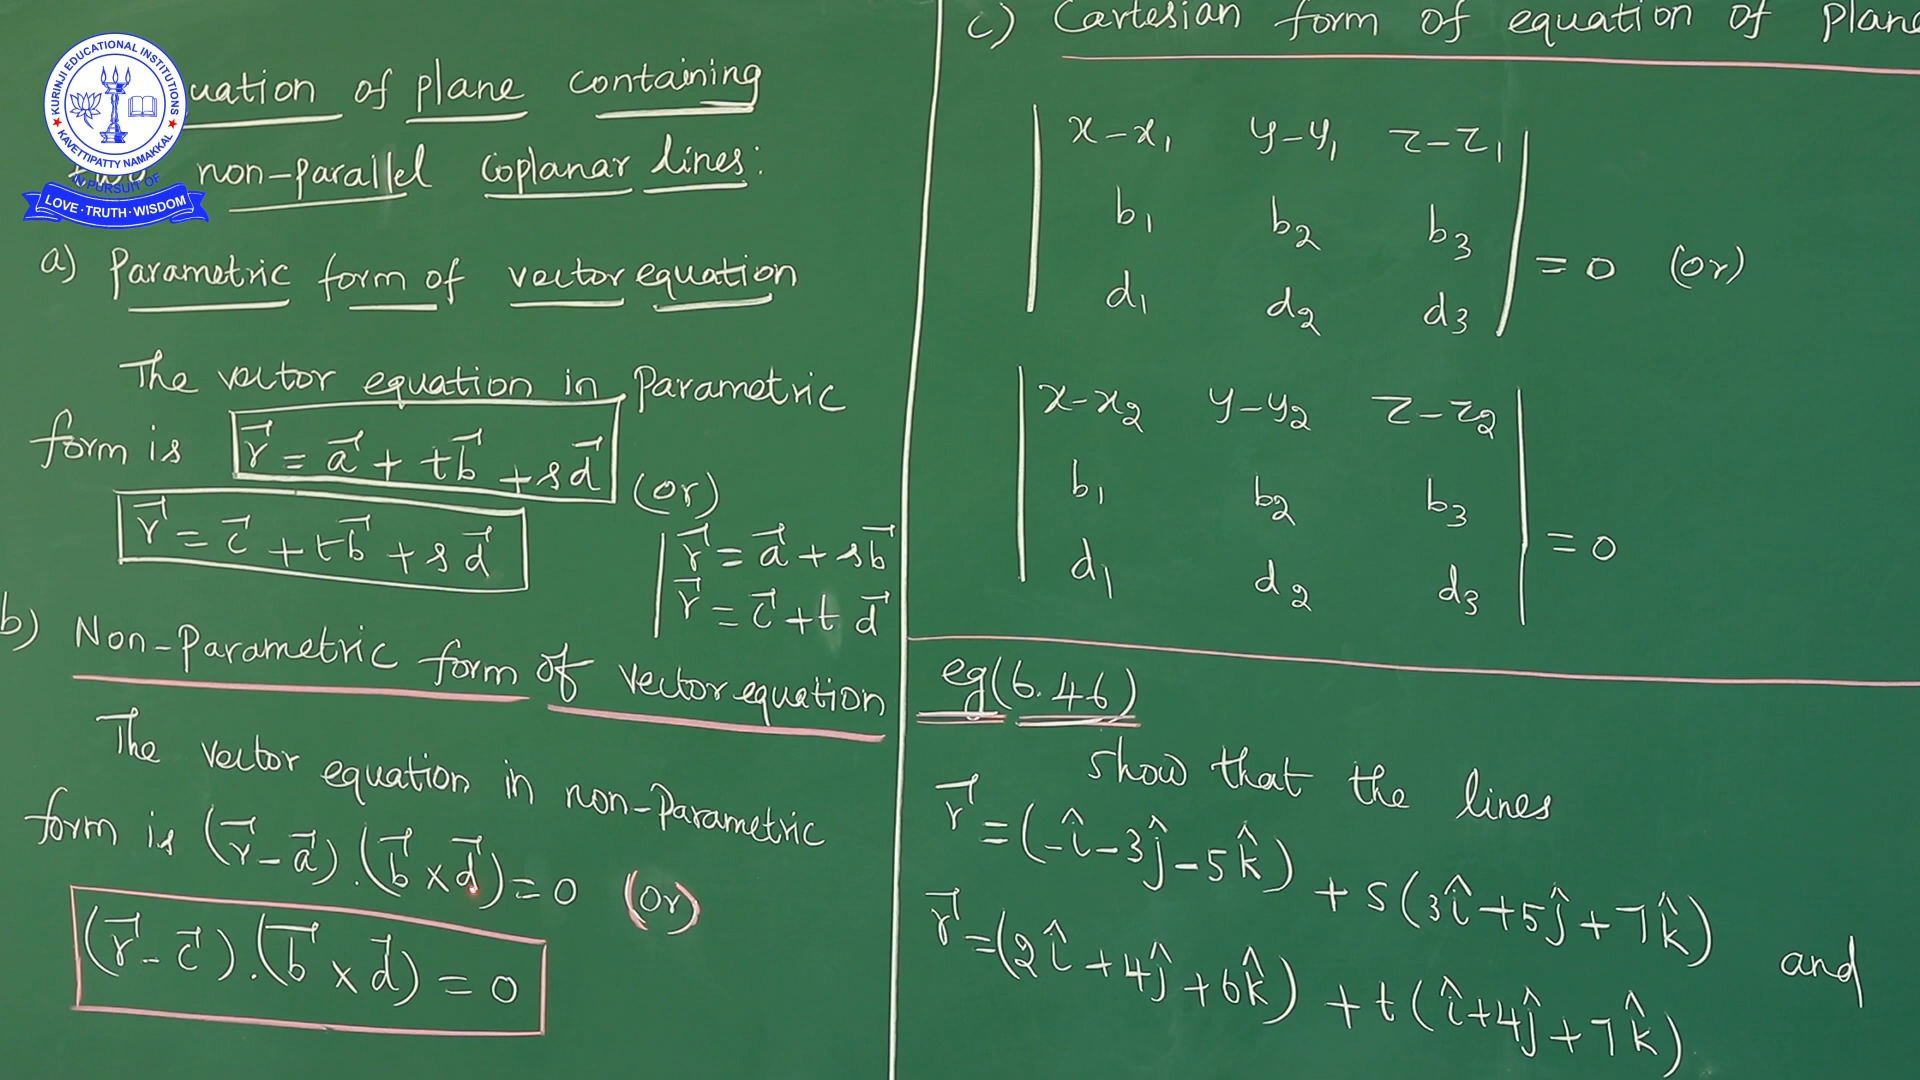 KURINJI EDUCATIONAL INSTITUTIONS
KAVETTIPATTY NAMAKKAL
IN PURSUIT OF
LOVE · TRUTH · WISDOM
uation of plane containing
two non-parallel coplanar lines:
a) Parametric form of vector equation
The vector equation in Parametric
form is r⃗ = a⃗ + tb⃗ + sd⃗ (or)
r⃗ = c⃗ + tb⃗ + sd⃗
r⃗ = a⃗ + sb⃗
r⃗ = c⃗ + td⃗
b) Non-Parametric form of vector equation
The vector equation in non-Parametric
form is (r⃗ - a⃗).(b⃗ × d⃗) = 0 (or)
(r⃗ - c⃗).(b⃗ × d⃗) = 0
c) Cartesian form of equation of plane
| x-x₁ y-y₁ z-z₁ |
| b₁ b₂ b₃ | = 0 (or)
| d₁ d₂ d₃ |
| x-x₂ y-y₂ z-z₂ |
| b₁ b₂ b₃ | = 0
| d₁ d₂ d₃ |
eg(6.46)
show that the lines
r⃗ = (-î-3ĵ-5k̂) + s(3î+5ĵ+7k̂) and
r⃗ = (2î+4ĵ+6k̂) + t(î+4ĵ+7k̂)